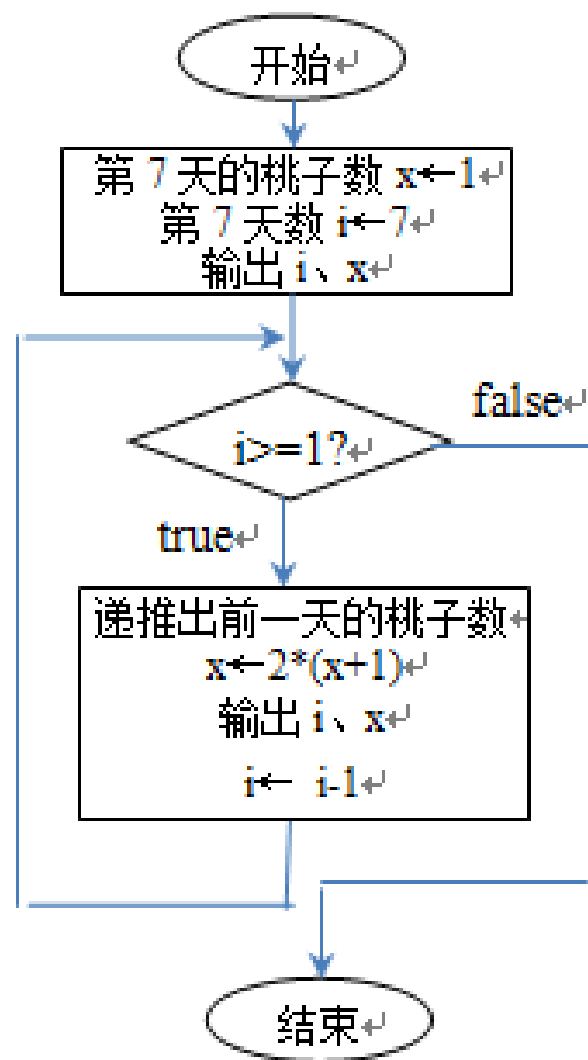 开始
第 7 天的桃子数 x←1
第 7 天数 i←7
输出 i、x
i>=1?
false
true
递推出前一天的桃子数
x←2*(x+1)
输出 i、x
i← i-1
结束